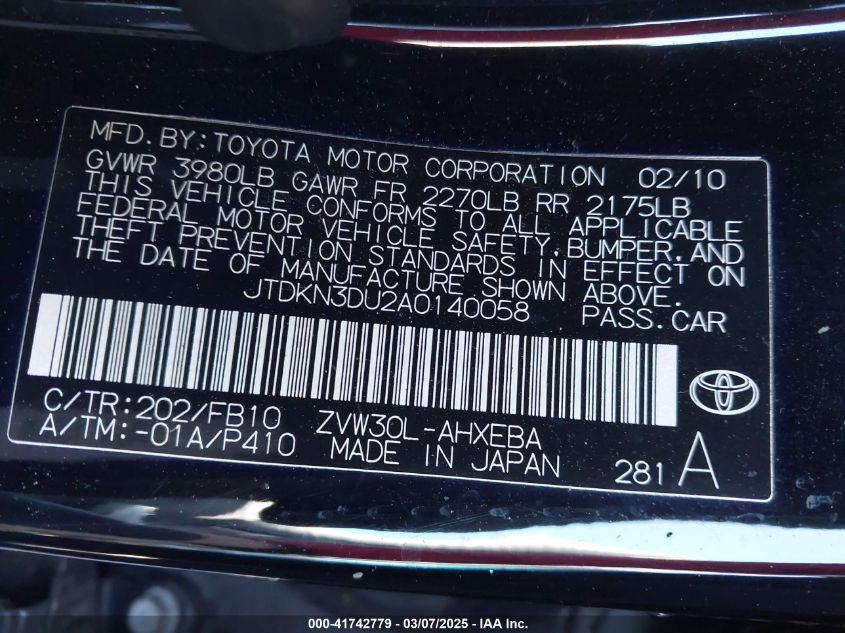 MFD. BY: TOYOTA MOTOR CORPORATION 02/10
GVWR 3980LB GAWR FR 2270LB RR 2175LB
THIS VEHICLE CONFORMS TO ALL APPLICABLE
FEDERAL MOTOR VEHICLE SAFETY, BUMPER, AND
THEFT PREVENTION STANDARDS IN EFFECT ON
THE DATE OF MANUFACTURE SHOWN ABOVE.
JTDKN3DU2A0140058 PASS. CAR
C/TR: 202/FB10 ZVW30L-AHXEBA
A/TM: -01A/P410 MADE IN JAPAN 281 A
000-41742779 - 03/07/2025 - IAA Inc.